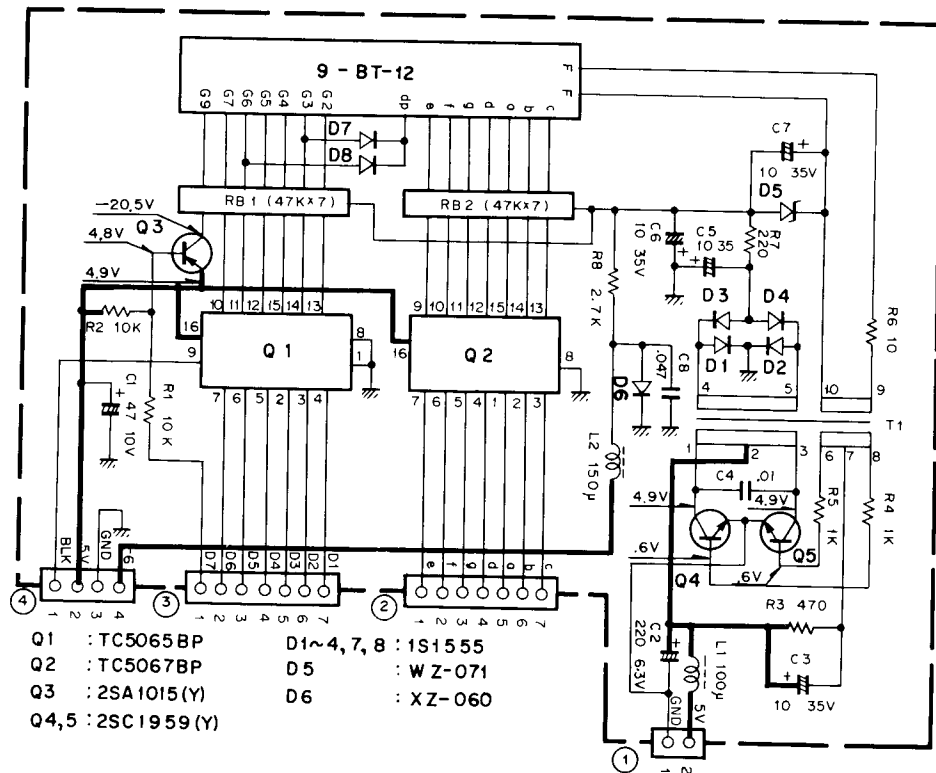 9-BT-12
G9 G7 G6 G5 G4 G3 G2 dp e f g d a b c
F
F
D7
D8
C7
10 35V
D5
RB1 (47K×7)
RB2 (47K×7)
-20,5V
Q3
4,8V
4.9V
C6
10 35V
C5
10 35
R7
220
R8
2.7K
D3
D4
D1
D2
R6 10
R2 10K
10 11 12 15 14 13
16
9
Q1
8
1
7 6 5 2 3 4
9 10 11 12 15 14 13
16
Q2
8
7 6 5 4 1 2 3
C1
47 10V
R1 10K
D6
C8
.047
L2 150μ
4
5
10
9
T1
1
2
3
6
7
8
C4 .01
4.9V
4.9V
R5 1K
R4 1K
.6V
Q4
.6V
Q5
R3 470
C2
220 6.3V
L1 100μ
C3
10 35V
GND
5V
BLK
5V
GND
D7 D6 D5 D4 D3 D2 D1
e f g d a b c
4
3
2
1 2 3 4
1 2 3 4 5 6 7
1 2 3 4 5 6 7
1
1 2
Q1 : TC5065BP
Q2 : TC5067BP
Q3 : 2SA1015(Y)
Q4,5 : 2SC1959(Y)
D1~4,7,8 : 1S1555
D5 : WZ-071
D6 : XZ-060